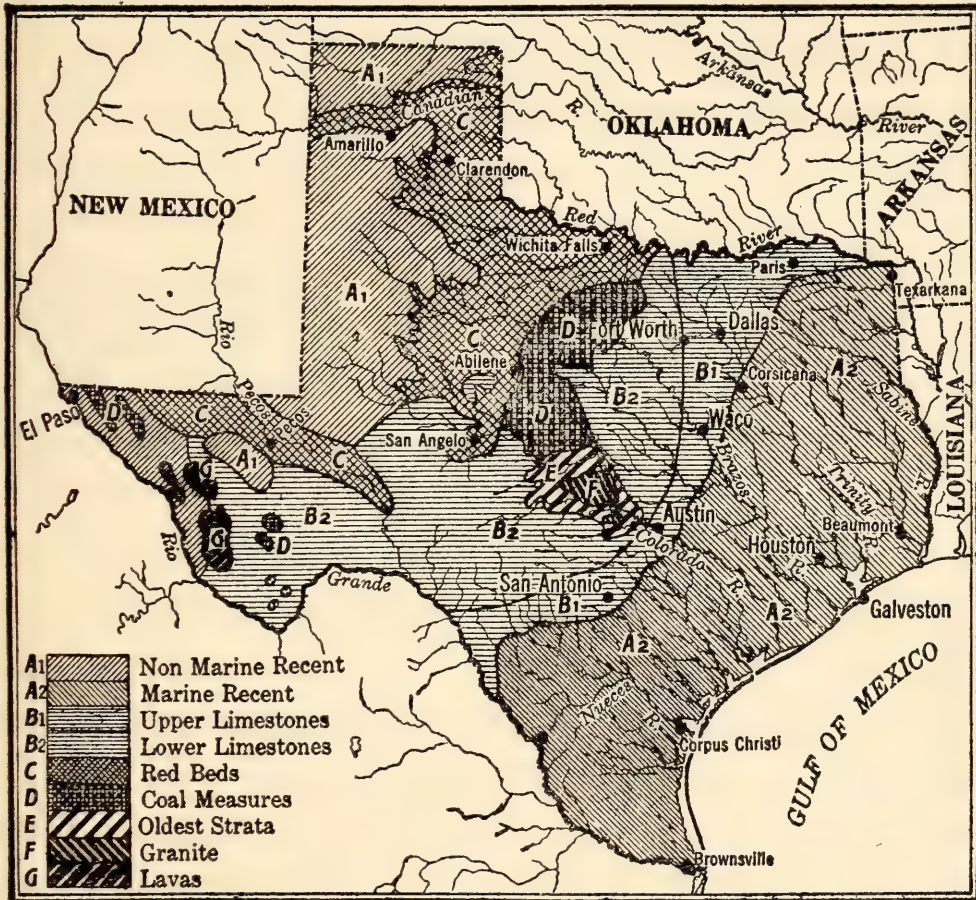 A1
Arkansas
Canadian
C
R.
OKLAHOMA
River
Amarillo
Clarendon
ARKANSAS
NEW MEXICO
Red
Wichita Falls
River
Paris
Texarkana
A1
Rio
D
Fort Worth
Dallas
C
Abilene
B1
Corsicana
A2
Sabine
B2
Pecos
El Paso
D
C
Pecos
D
San Angelo
Waco
Brazos
R.
LOUISIANA
G
A1
C
E
F
Trinity
B2
B2
Austin
Beaumont
G
D
Colorado
Houston
R.
Rio
R.
Grande
San Antonio
B1
R.
A2
Galveston
A2
Nueces
R.
Corpus Christi
GULF OF MEXICO
Brownsville
A1 Non Marine Recent
A2 Marine Recent
B1 Upper Limestones
B2 Lower Limestones
C Red Beds
D Coal Measures
E Oldest Strata
F Granite
G Lavas